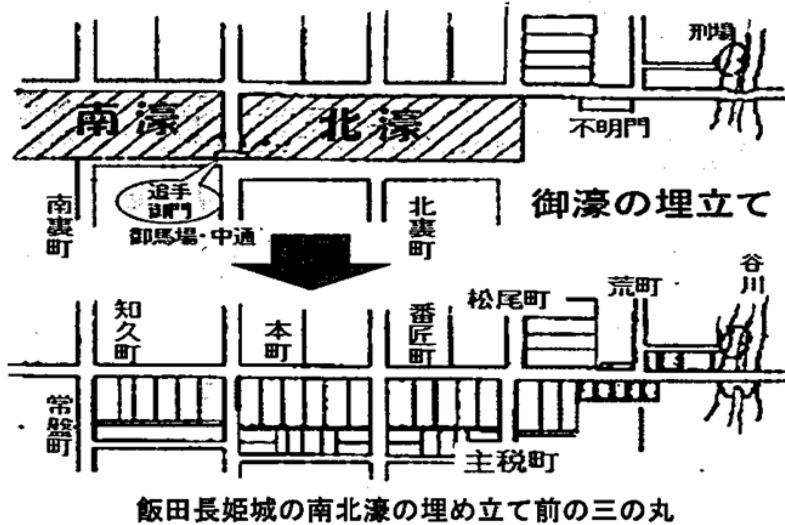 刑場
南濠
北濠
不明門
追手
御門
御馬場・中通
南裏町
北裏町
御濠の埋立て
知久町
本町
番匠町
松尾町
荒町
谷川
常盤町
主税町
飯田長姫城の南北濠の埋め立て前の三の丸